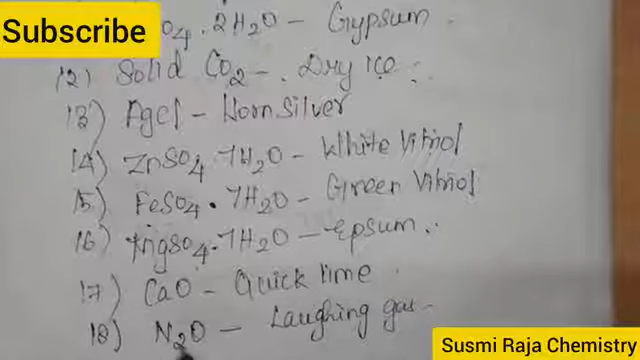 Subscribe
SO4 . 2H2O – Gypsum
12) Solid CO2 – Dry ice
13) AgCl – Horn silver
14) ZnSO4 . 7H2O – White Vitriol
15) FeSO4 . 7H2O – Green Vitriol
16) MgSO4 . 7H2O – Epsum
17) CaO – Quick lime
18) N2O – Laughing gas
Susmi Raja Chemistry